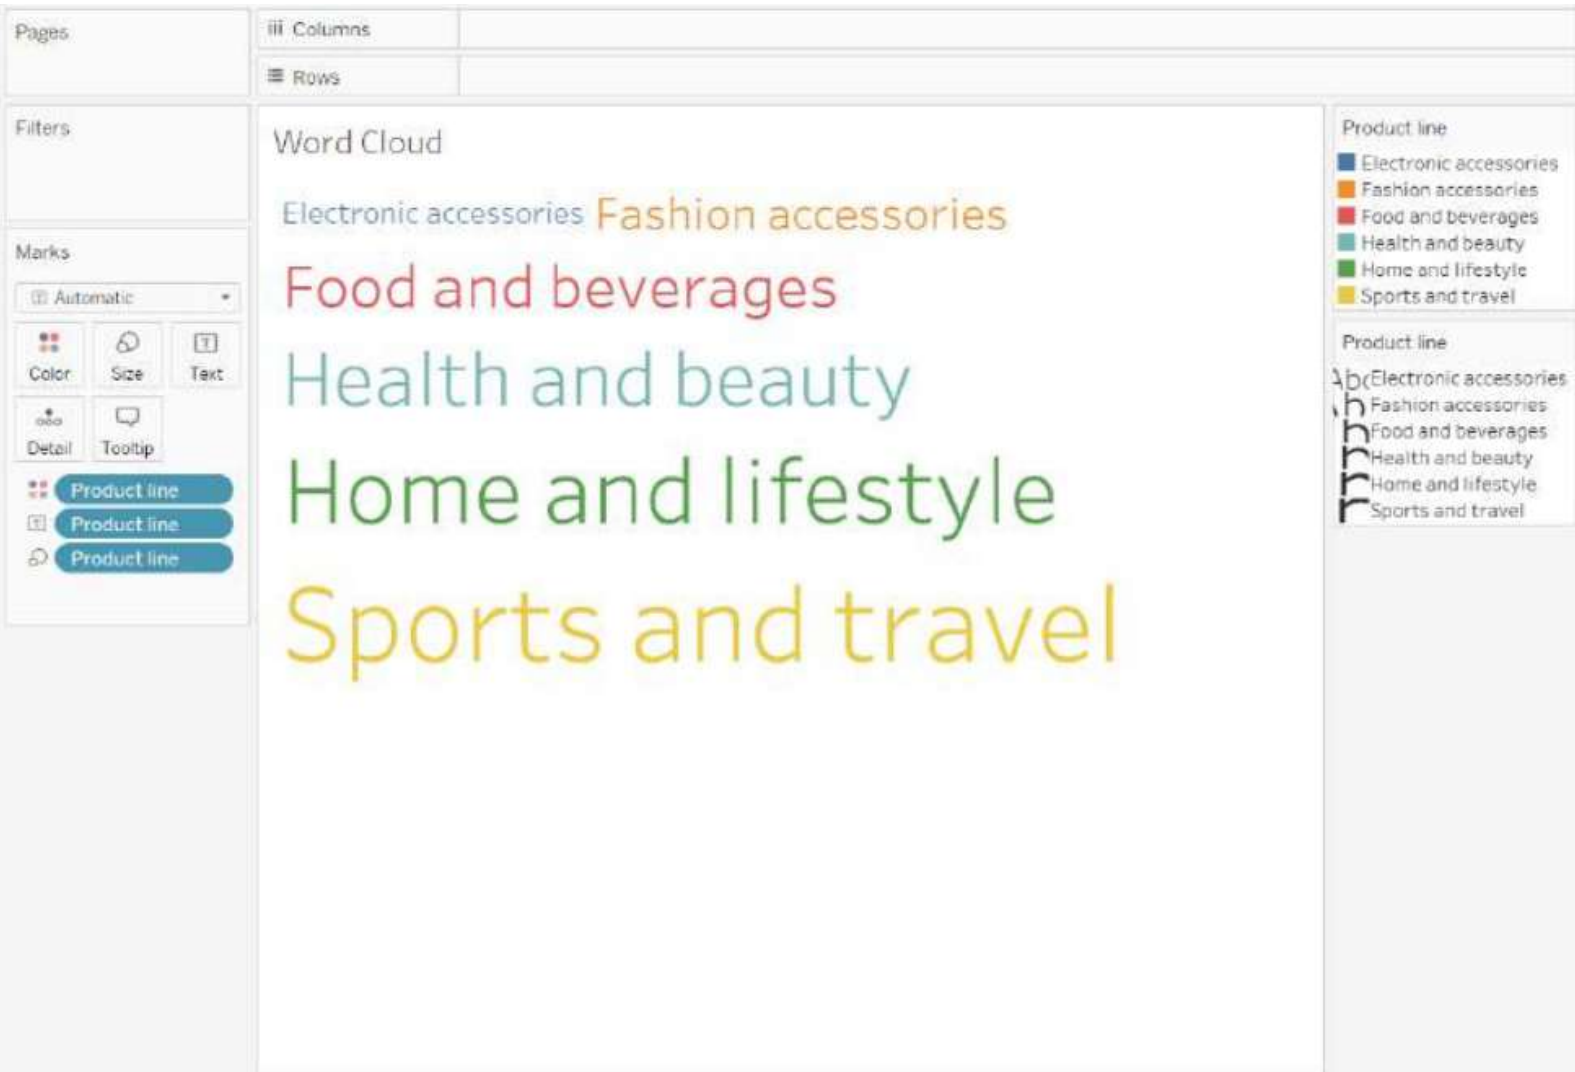 Pages
iii Columns
Rows
Filters
Word Cloud
Electronic accessories Fashion accessories
Food and beverages
Health and beauty
Home and lifestyle
Sports and travel
Marks
Automatic
Color Size Text
Detail Tooltip
Product line
Product line
Product line
Product line
Electronic accessories
Fashion accessories
Food and beverages
Health and beauty
Home and lifestyle
Sports and travel
Product line
Abc Electronic accessories
Fashion accessories
Food and beverages
Health and beauty
Home and lifestyle
Sports and travel